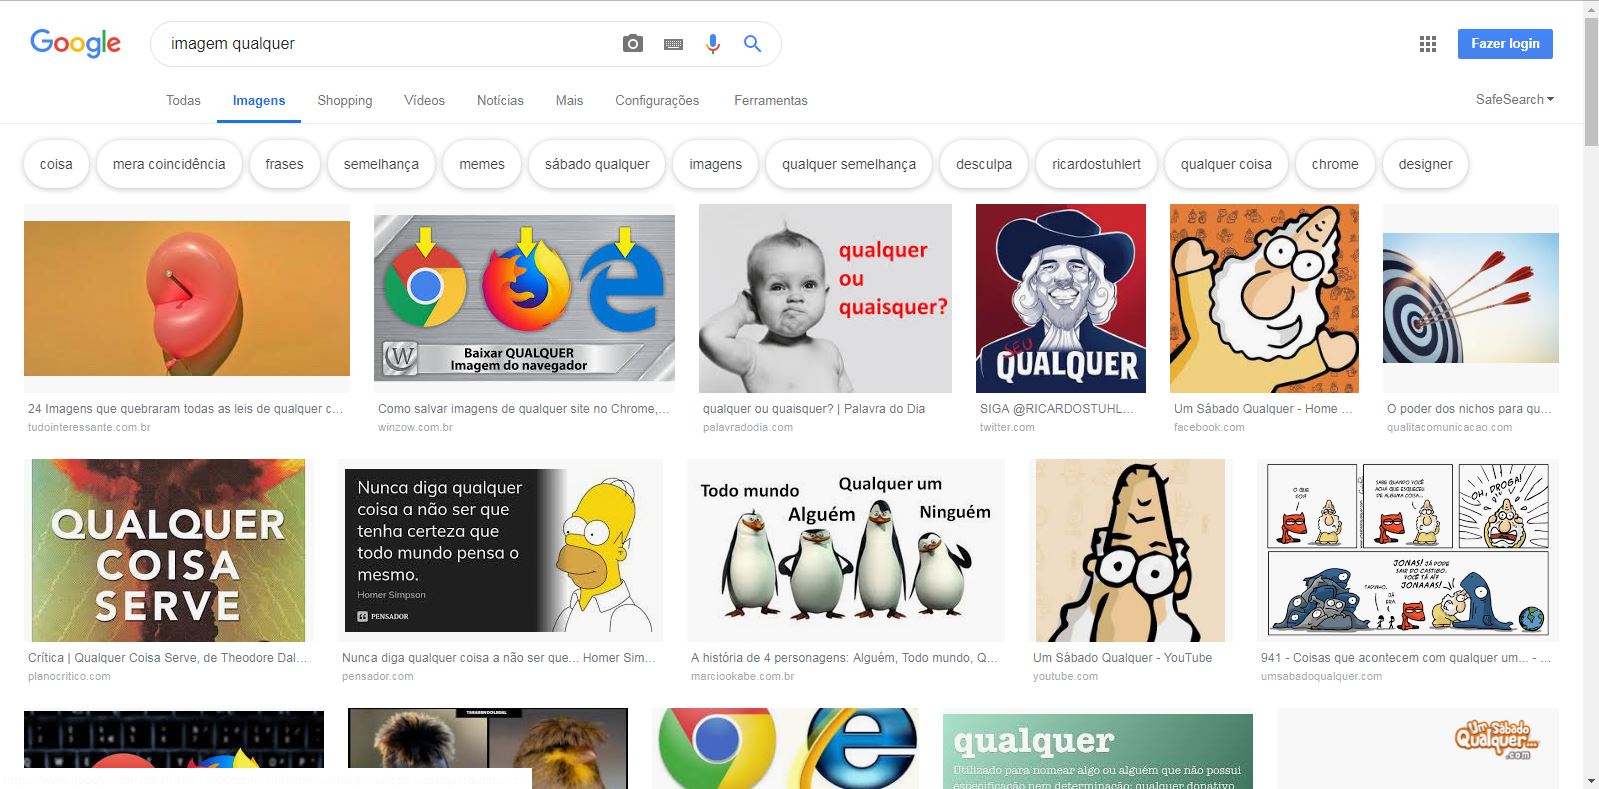 Google
imagem qualquer
Fazer login
Todas
Imagens
Shopping
Vídeos
Notícias
Mais
Configurações
Ferramentas
SafeSearch
coisa
mera coincidência
frases
semelhança
memes
sábado qualquer
imagens
qualquer semelhança
desculpa
ricardostuhlert
qualquer coisa
chrome
designer
Baixar QUALQUER
Imagem do navegador
qualquer
ou
quaisquer?
SEU
QUALQUER
24 Imagens que quebraram todas as leis de qualquer c...
tudointeressante.com.br
Como salvar imagens de qualquer site no Chrome,...
winzow.com.br
qualquer ou quaisquer? | Palavra do Dia
palavradodia.com
SIGA @RICARDOSTUHL...
twitter.com
Um Sábado Qualquer - Home ...
facebook.com
O poder dos nichos para qu...
qualitacomunicacao.com
QUALQUER
COISA
SERVE
Nunca diga qualquer
coisa a não ser que
tenha certeza que
todo mundo pensa o
mesmo.
Homer Simpson
PENSADOR
Todo mundo
Alguém
Qualquer um
Ninguém
O QUE
FOI?
SABE QUANDO VOCÊ
ACHA QUE ESQUECEU
DE ALGUMA COISA...
OH, DROGA!
JONAS! JÁ PODE
SAIR DO CASTIGO.
VOCÊ TÁ AÍ?
JONAAAS!
TADINHO.
JÁ
ERA.
Crítica | Qualquer Coisa Serve, de Theodore Dal...
planocritico.com
Nunca diga qualquer coisa a não ser que... Homer Sim...
pensador.com
A história de 4 personagens: Alguém, Todo mundo, Q...
marciookabe.com.br
Um Sábado Qualquer - YouTube
youtube.com
941 - Coisas que acontecem com qualquer um... - ...
umsabadoqualquer.com
qualquer
Utilizado para nomear algo ou alguém que não possui
especificação nem determinação: qualquer donativo
Um Sábado
Qualquer...
.com